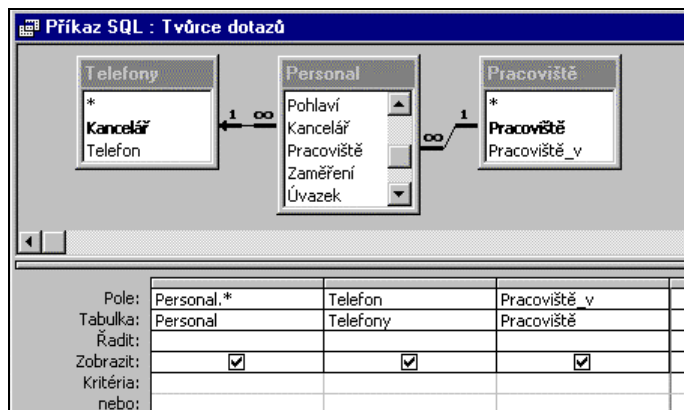 Příkaz SQL : Tvůrce dotazů
Telefony
*
Kancelář
Telefon
1 ∞
Personal
Pohlaví
Kancelář
Pracoviště
Zaměření
Úvazek
∞ 1
Pracoviště
*
Pracoviště
Pracoviště_v
Pole: Personal.* Telefon Pracoviště_v
Tabulka: Personal Telefony Pracoviště
Řadit:
Zobrazit:
Kritéria:
nebo: